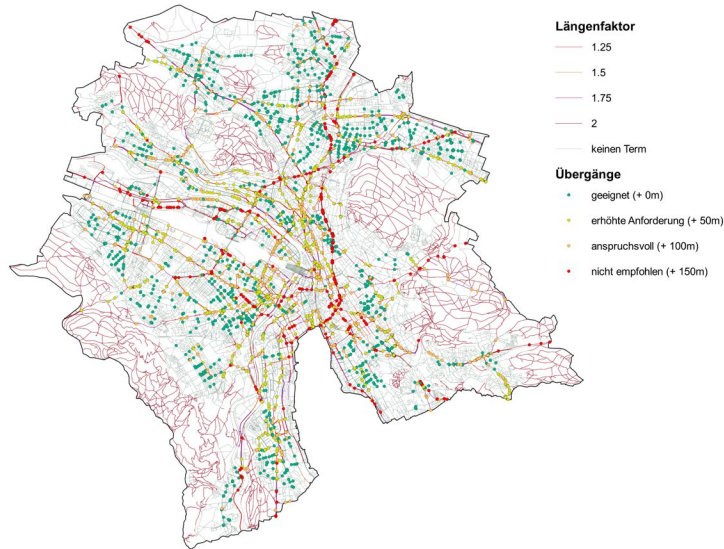 Längenfaktor
1.25
1.5
1.75
2
keinen Term
Übergänge
geeignet (+ 0m)
erhöhte Anforderung (+ 50m)
anspruchsvoll (+ 100m)
nicht empfohlen (+ 150m)